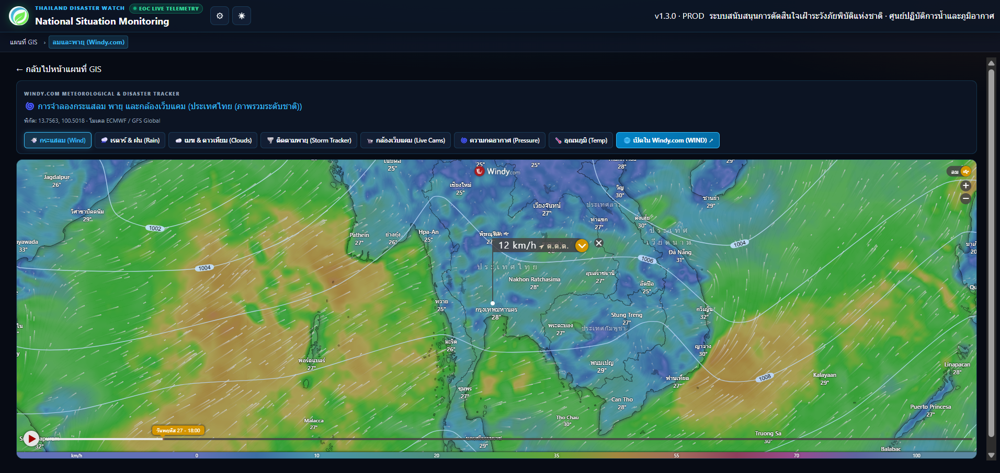 THAILAND DISASTER WATCH
EOC LIVE TELEMETRY
National Situation Monitoring
v1.3.0 · PROD ระบบสนับสนุนการตัดสินใจเฝ้าระวังภัยพิบัติแห่งชาติ · ศูนย์ปฏิบัติการน้ำและภูมิอากาศ
แผนที่ GIS › ลมและพายุ (Windy.com)
← กลับไปหน้าแผนที่ GIS
WINDY.COM METEOROLOGICAL & DISASTER TRACKER
การจำลองกระแสลม พายุ และกล้องเว็บแคม (ประเทศไทย (ภาพรวมระดับชาติ))
พิกัด: 13.7563, 100.5018 · โมเดล ECMWF / GFS Global
กระแสลม (Wind)
เรดาร์ & ฝน (Rain)
เมฆ & ดาวเทียม (Clouds)
ติดตามพายุ (Storm Tracker)
กล้องเว็บแคม (Live Cams)
ความกดอากาศ (Pressure)
อุณหภูมิ (Temp)
เปิดใน Windy.com (WIND) ↗
25°
25°
25°
28°
29°
Windy.com
ลม
+
−
Jagdalpur
26°
เชียงใหม่
25°
วิญ
30°
ซานย่า
29°
เวียงจันทน์
27°
ประเทศลาว
วิศาขาปัตตนัม
29°
ท่าแขก
27°
ดงเฮ้ย
30°
1002
ประเทศ
เวียดนาม
Hpa-An
25°
Pathein
27°
ย่างกุ้ง
26°
12 km/h ต.ต.ต.
28°
ayawada
33°
1004
1006
Đà Nẵng
31°
20
1004
ประเทศไทย
อุบลราชธานี
27°
Nakhon Ratchasima
28°
อัตปือ
25°
Qu
ทวาย
25°
กรุงเทพมหานคร
28°
กวีเญิน
32°
Stung Treng
27°
พระตะบอง
27°
ประเทศกัมพูชา
มะริด
26°
ญาจาง
30°
พอร์ตแบลร์
27°
พนมเปญ
29°
Linapacan
28°
1008
Kalayaan
29°
ฟานเที้ยต
27°
ชุมพร
27°
Can Tho
28°
Puerto Princesa
27°
Malacca
27°
Tho Chau
30°
วันพฤหัส 27 - 18:00
Truong Sa
30°
32°
นครศรีธรรมราช
29°
Balabac
km/h 0 10 20 35 55 70 100